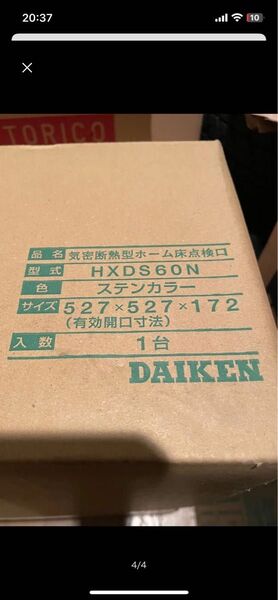 20:37
10
TORICO
品名 気密断熱型ホーム床点検口
型式 HXDS60N
色 ステンカラー
サイズ 527×527×172
(有効開口寸法)
入数 1台
DAIKEN
4/4